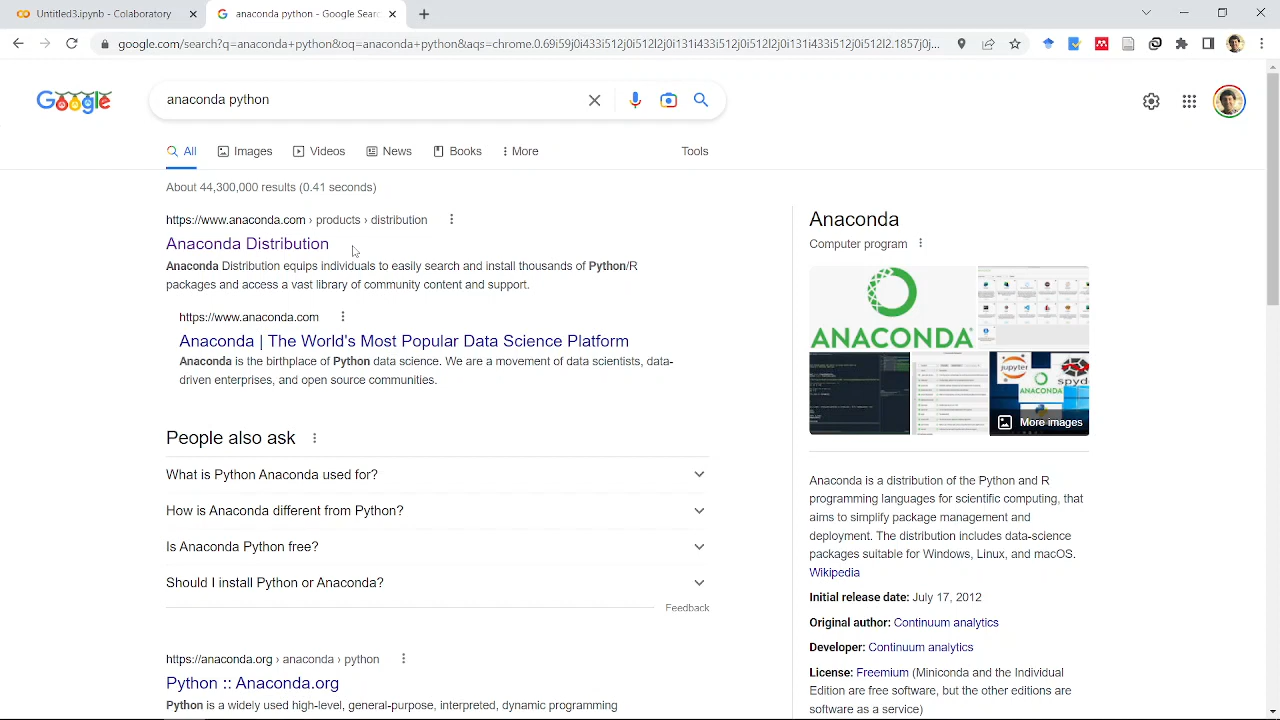 Untitled3.ipynb - Colaboratory
anaconda python - Google Searc
google.com/search?q=anaconda+python&oq=anaconda+python&aqs=chrome.0.69i59j0i433i512j0i512l2j0i131i433i512j0i512j0i131i433i512j0i512l2.1857j0j...
Google
anaconda python
All
Images
Videos
News
Books
More
Tools
About 44,300,000 results (0.41 seconds)
https://www.anaconda.com › products › distribution
Anaconda Distribution
Anaconda Distribution individuals easily search and install thousands of Python/R
packages and access a community content and support.
https://www.anaconda.com
Anaconda | The World's Most Popular Data Science Platform
Anaconda is the birthplace of Python data science. We are a movement of data scientists, data-
driven enterprises, and open source communities.
People also ask
What is Python Anaconda used for?
How is Anaconda different from Python?
Is Anaconda Python free?
Should I install Python or Anaconda?
Feedback
https://anaconda.org › anaconda › python
Python :: Anaconda.org
Python is a widely used high-level, general-purpose, interpreted, dynamic programming
Anaconda
Computer program
ANACONDA
jupyter
spyd
ANACONDA
More images
Anaconda is a distribution of the Python and R
programming languages for scientific computing, that
aims to simplify package management and
deployment. The distribution includes data-science
packages suitable for Windows, Linux, and macOS.
Wikipedia
Initial release date: July 17, 2012
Original author: Continuum analytics
Developer: Continuum analytics
License: Freemium (Miniconda and the Individual
Edition are free software, but the other editions are
software as a service)